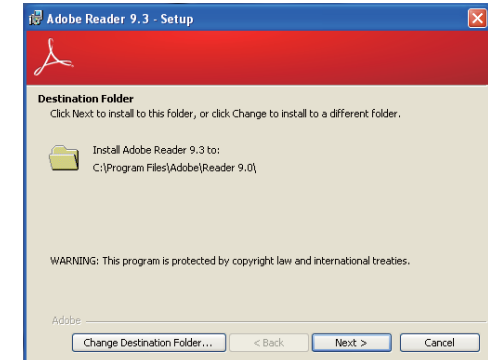 Adobe Reader 9.3 - Setup
Destination Folder
Click Next to install to this folder, or click Change to install to a different folder.
Install Adobe Reader 9.3 to:
C:\Program Files\Adobe\Reader 9.0\
WARNING: This program is protected by copyright law and international treaties.
Adobe
Change Destination Folder... < Back Next > Cancel